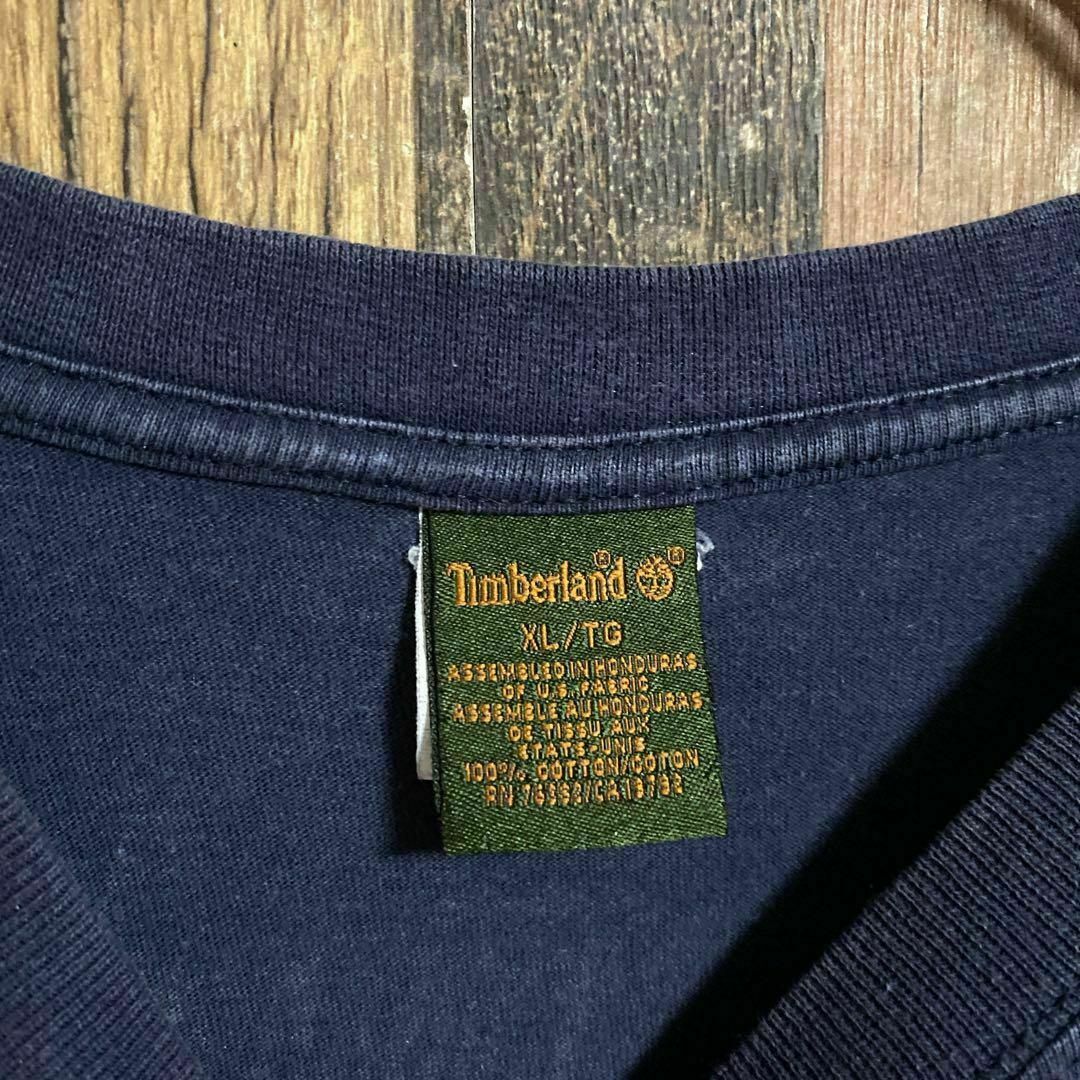 Timberland®
XL/TG
ASSEMBLED IN HONDURAS
OF U.S. FABRIC
ASSEMBLE AU HONDURAS
DE TISSU AUX
ETATS-UNIS
100% COTTON/COTON
RN